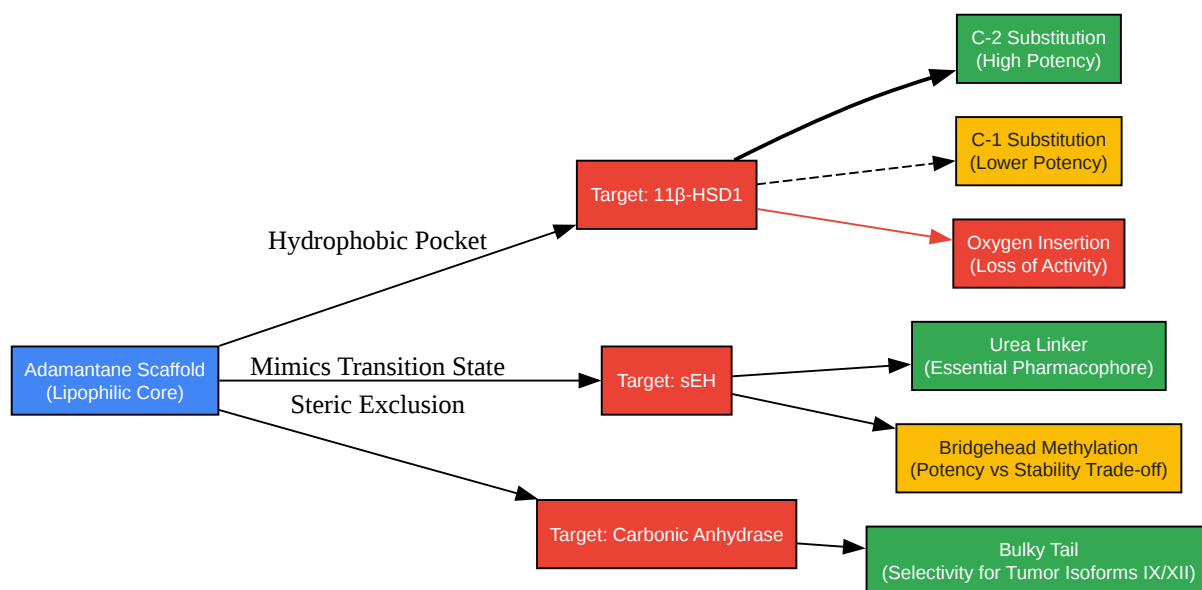 C-2 Substitution
(High Potency)
C-1 Substitution
(Lower Potency)
Target: 11β-HSD1
Hydrophobic Pocket
Oxygen Insertion
(Loss of Activity)
Adamantane Scaffold
(Lipophilic Core)
Mimics Transition State
Steric Exclusion
Target: sEH
Urea Linker
(Essential Pharmacophore)
Bridgehead Methylation
(Potency vs Stability Trade-off)
Target: Carbonic Anhydrase
Bulky Tail
(Selectivity for Tumor Isoforms IX/XII)